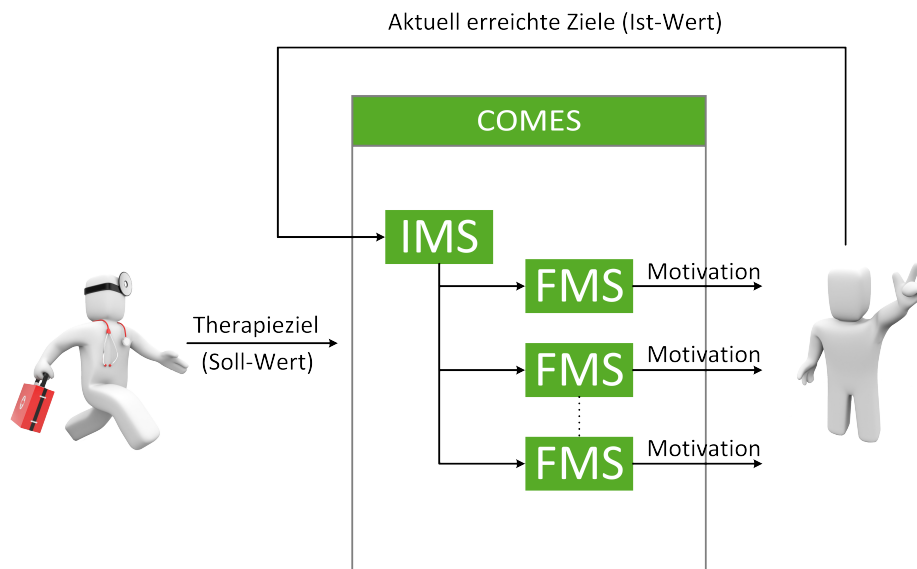 Aktuell erreichte Ziele (Ist-Wert)
COMES
IMS
FMS
Motivation
Therapieziel
(Soll-Wert)
FMS
Motivation
FMS
Motivation